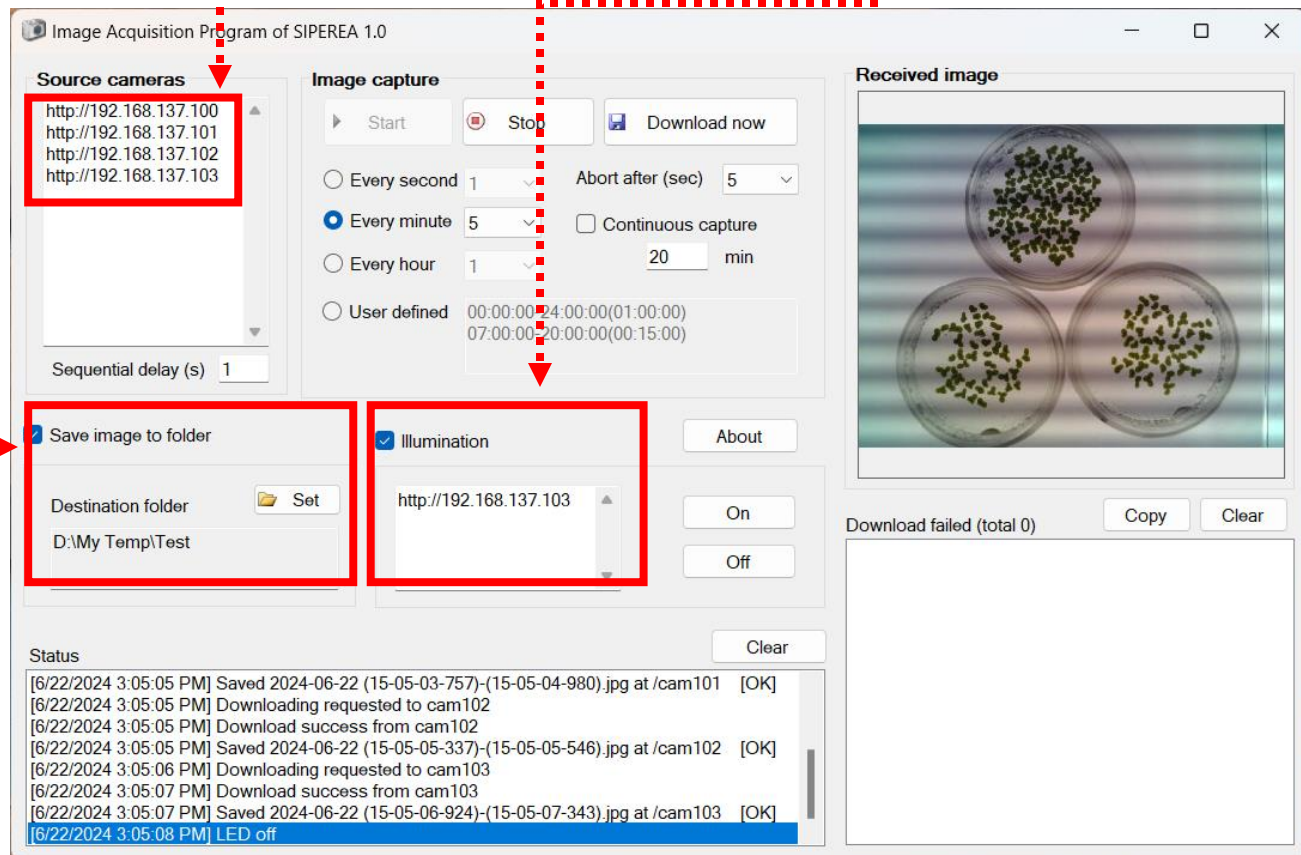 Image Acquisition Program of SIPEREA 1.0
Source cameras
http://192.168.137.100
http://192.168.137.101
http://192.168.137.102
http://192.168.137.103
Sequential delay (s) 1
Image capture
Start Stop Download now
Every second 1 Abort after (sec) 5
Every minute 5 Continuous capture
Every hour 1 20 min
User defined 00:00:00-24:00:00(01:00:00)
07:00:00-20:00:00(00:15:00)
Received image
Save image to folder
Destination folder Set
D:\My Temp\Test
Illumination About
http://192.168.137.103 On
Off
Download failed (total 0) Copy Clear
Status Clear
[6/22/2024 3:05:05 PM] Saved 2024-06-22 (15-05-03-757)-(15-05-04-980).jpg at /cam101 [OK]
[6/22/2024 3:05:05 PM] Downloading requested to cam102
[6/22/2024 3:05:05 PM] Download success from cam102
[6/22/2024 3:05:05 PM] Saved 2024-06-22 (15-05-05-337)-(15-05-05-546).jpg at /cam102 [OK]
[6/22/2024 3:05:06 PM] Downloading requested to cam103
[6/22/2024 3:05:07 PM] Download success from cam103
[6/22/2024 3:05:07 PM] Saved 2024-06-22 (15-05-06-924)-(15-05-07-343).jpg at /cam103 [OK]
[6/22/2024 3:05:08 PM] LED off